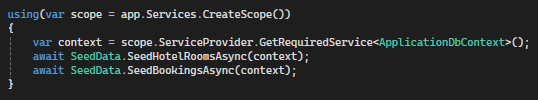 using(var scope = app.Services.CreateScope())
{
    var context = scope.ServiceProvider.GetRequiredService<ApplicationDbContext>();
    await SeedData.SeedHotelRoomsAsync(context);
    await SeedData.SeedBookingsAsync(context);
}